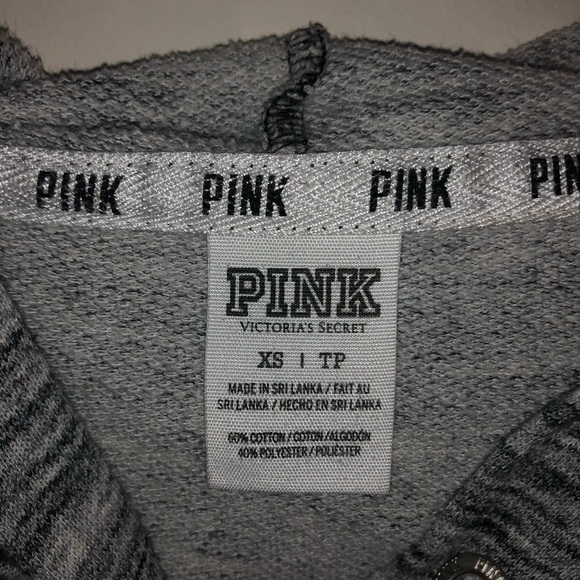 PINK PINK PINK PIN
PINK
VICTORIA'S SECRET
XS | TP
MADE IN SRI LANKA / FAIT AU
SRI LANKA / HECHO EN SRI LANKA
60% COTTON / COTON /ALGODÓN
40% POLYESTER / POLIÉSTER